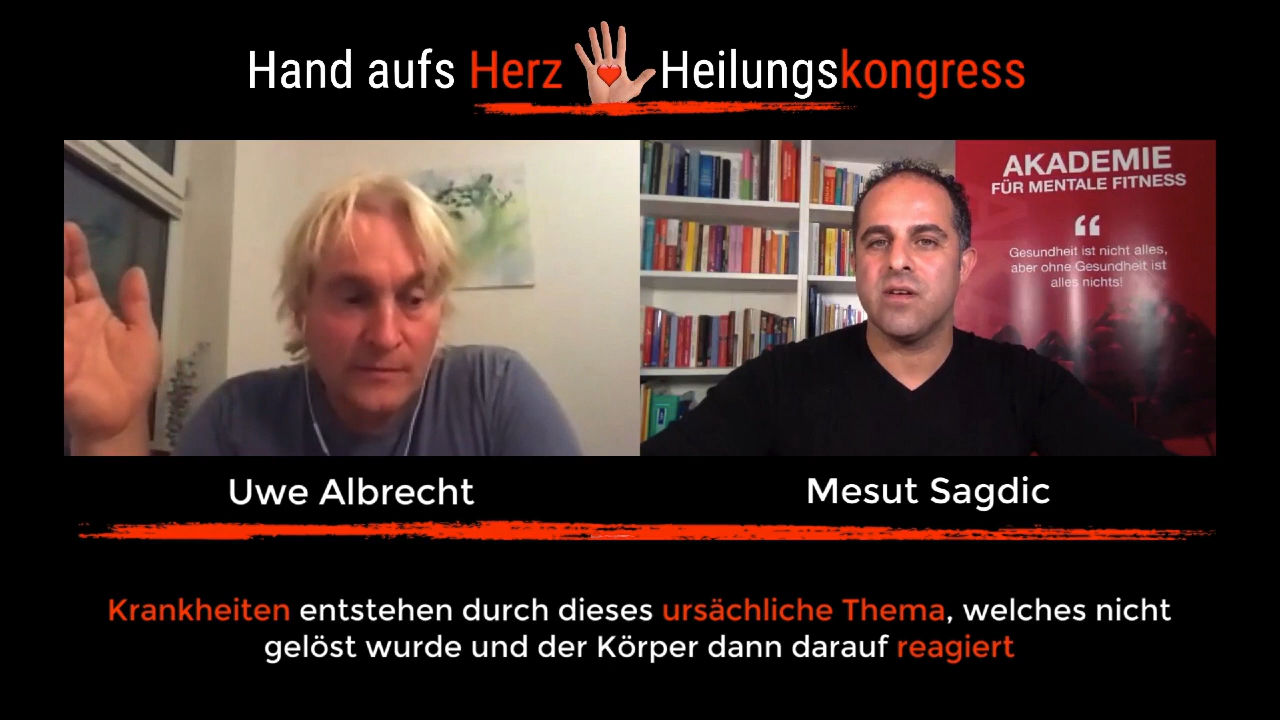 Hand aufs Herz Heilungskongress
AKADEMIE
FÜR MENTALE FITNESS
“
Gesundheit ist nicht alles,
aber ohne Gesundheit ist
alles nichts!
Uwe Albrecht
Mesut Sagdic
Krankheiten entstehen durch dieses ursächliche Thema, welches nicht
gelöst wurde und der Körper dann darauf reagiert